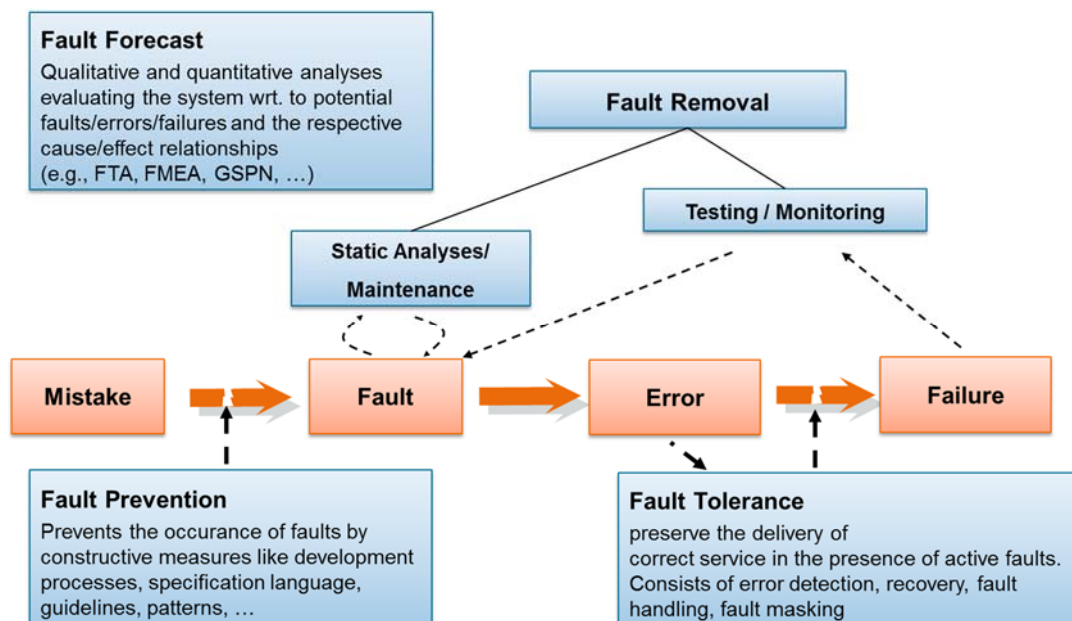 Fault Forecast
Qualitative and quantitative analyses
evaluating the system wrt. to potential
faults/errors/failures and the respective
cause/effect relationships
(e.g., FTA, FMEA, GSPN, ...)
Fault Removal
Testing / Monitoring
Static Analyses/
Maintenance
Mistake
Fault
Error
Failure
Fault Prevention
Prevents the occurance of faults by
constructive measures like development
processes, specification language,
guidelines, patterns, ...
Fault Tolerance
preserve the delivery of
correct service in the presence of active faults.
Consists of error detection, recovery, fault
handling, fault masking